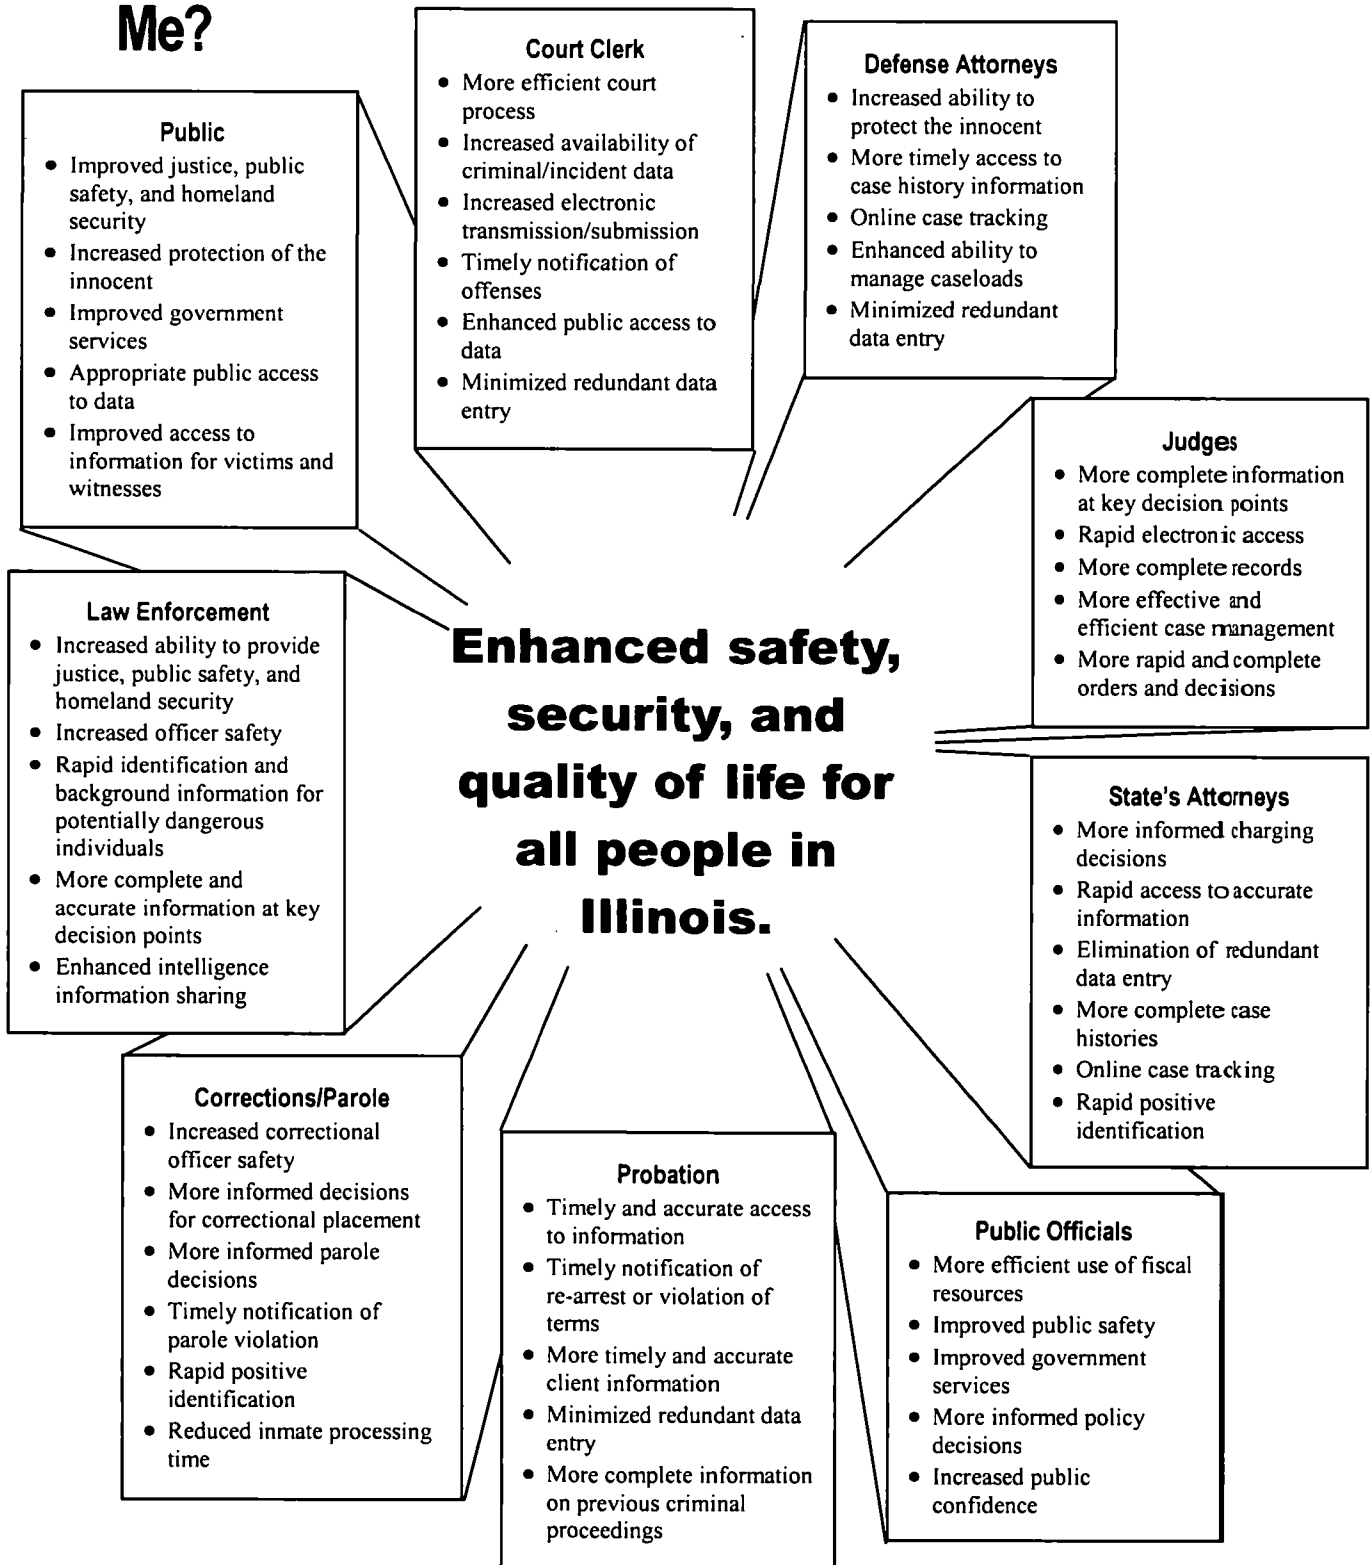 Me?
Court Clerk
• More efficient court
process
• Increased availability of
criminal/incident data
• Increased electronic
transmission/submission
• Timely notification of
offenses
• Enhanced public access to
data
• Minimized redundant data
entry
Defense Attorneys
• Increased ability to
protect the innocent
• More timely access to
case history information
• Online case tracking
• Enhanced ability to
manage caseloads
• Minimized redundant
data entry
Public
• Improved justice, public
safety, and homeland
security
• Increased protection of the
innocent
• Improved government
services
• Appropriate public access
to data
• Improved access to
information for victims and
witnesses
Judges
• More complete information
at key decision points
• Rapid electronic access
• More complete records
• More effective and
efficient case management
• More rapid and complete
orders and decisions
Law Enforcement
• Increased ability to provide
justice, public safety, and
homeland security
• Increased officer safety
• Rapid identification and
background information for
potentially dangerous
individuals
• More complete and
accurate information at key
decision points
• Enhanced intelligence
information sharing
Enhanced safety,
security, and
quality of life for
all people in
Illinois.
State's Attorneys
• More informed charging
decisions
• Rapid access to accurate
information
• Elimination of redundant
data entry
• More complete case
histories
• Online case tracking
• Rapid positive
identification
Corrections/Parole
• Increased correctional
officer safety
• More informed decisions
for correctional placement
• More informed parole
decisions
• Timely notification of
parole violation
• Rapid positive
identification
• Reduced inmate processing
time
Probation
• Timely and accurate access
to information
• Timely notification of
re-arrest or violation of
terms
• More timely and accurate
client information
• Minimized redundant data
entry
• More complete information
on previous criminal
proceedings
Public Officials
• More efficient use of fiscal
resources
• Improved public safety
• Improved government
services
• More informed policy
decisions
• Increased public
confidence